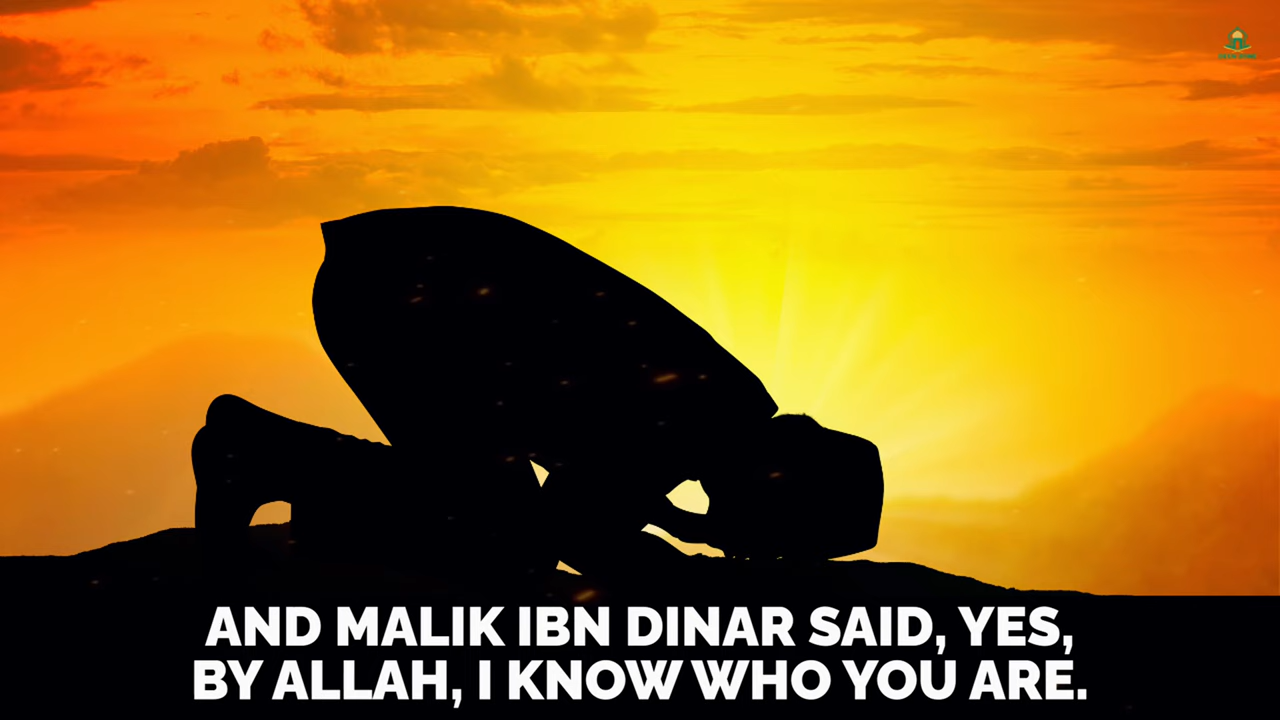 AND MALIK IBN DINAR SAID, YES,
BY ALLAH, I KNOW WHO YOU ARE.